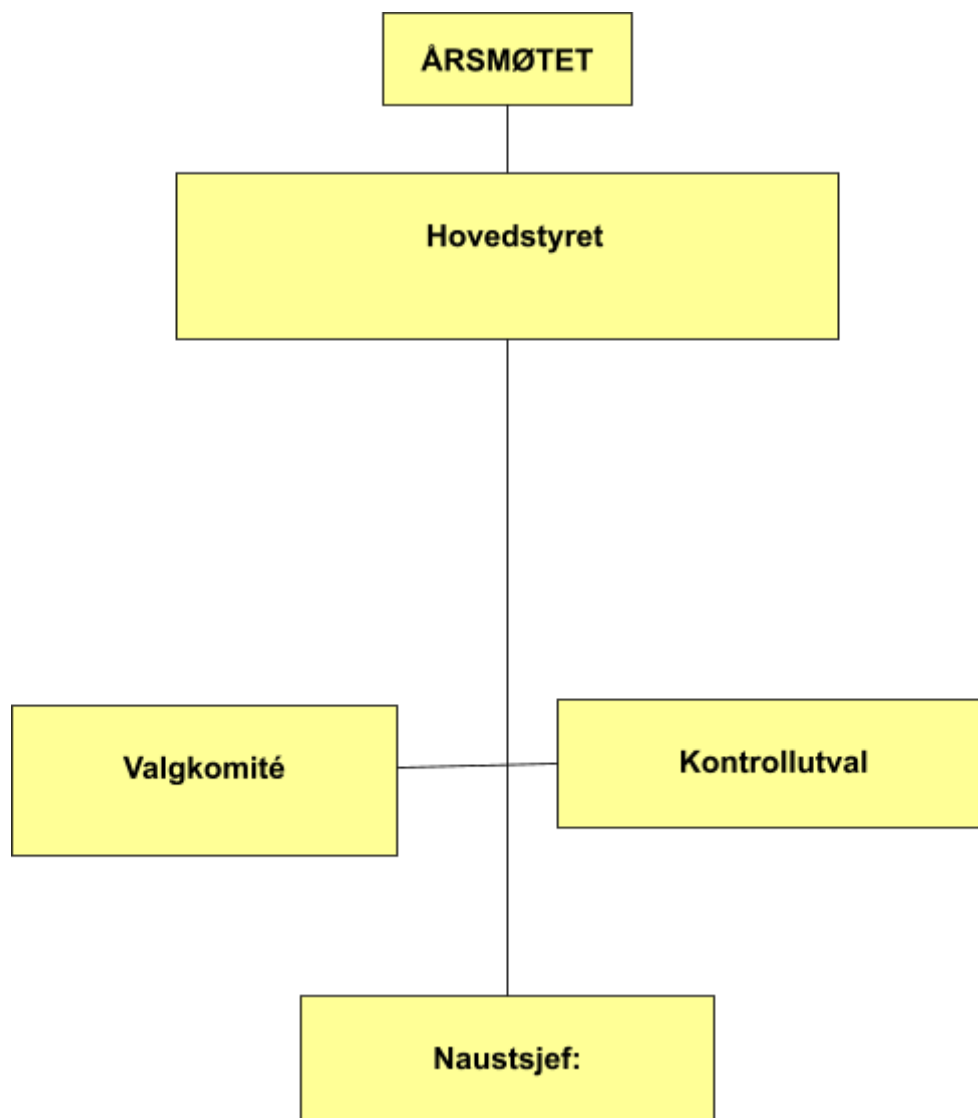 ÅRSMØTET
Hovedstyret
Valgkomité
Kontrollutval
Naustsjef: